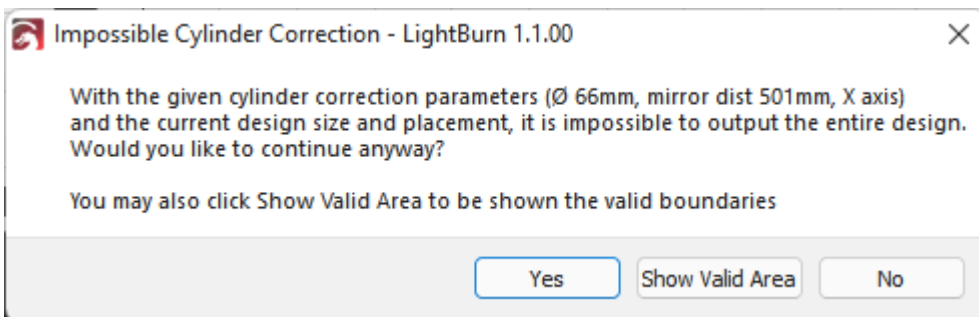 Impossible Cylinder Correction - LightBurn 1.1.00
With the given cylinder correction parameters (Ø 66mm, mirror dist 501mm, X axis)
and the current design size and placement, it is impossible to output the entire design.
Would you like to continue anyway?
You may also click Show Valid Area to be shown the valid boundaries
Yes Show Valid Area No